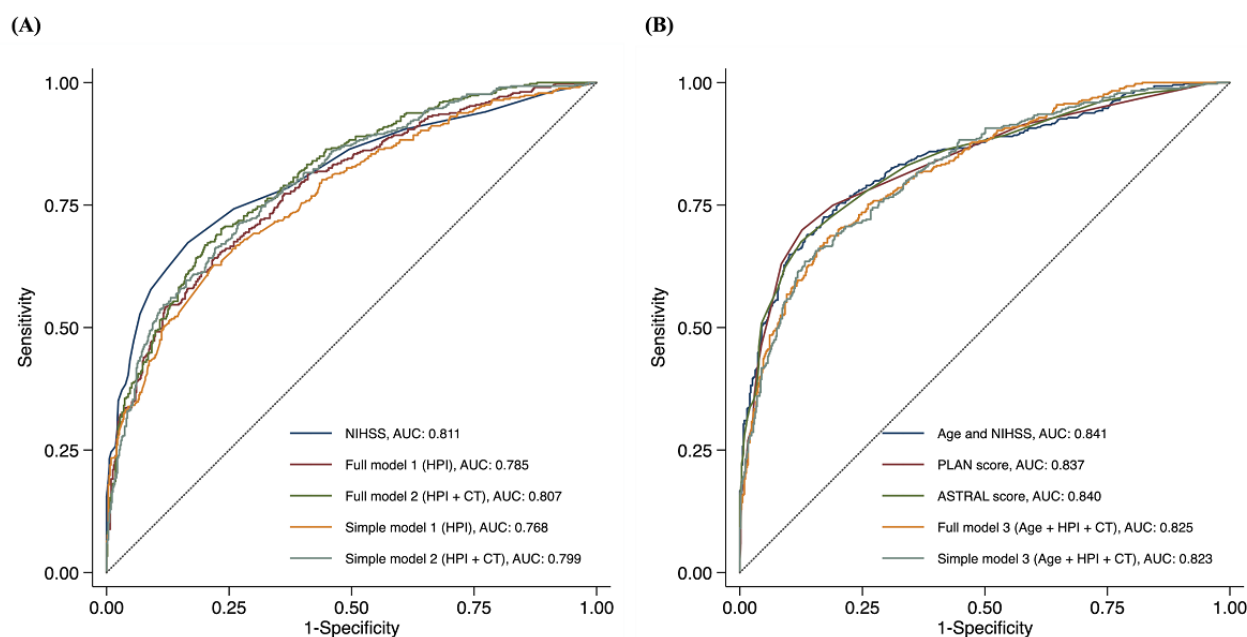 (A)
1.00
0.75
0.50
0.25
0.00
Sensitivity
NIHSS, AUC: 0.811
Full model 1 (HPI), AUC: 0.785
Full model 2 (HPI + CT), AUC: 0.807
Simple model 1 (HPI), AUC: 0.768
Simple model 2 (HPI + CT), AUC: 0.799
0.00 0.25 0.50 0.75 1.00
1-Specificity
(B)
1.00
0.75
0.50
0.25
0.00
Sensitivity
Age and NIHSS, AUC: 0.841
PLAN score, AUC: 0.837
ASTRAL score, AUC: 0.840
Full model 3 (Age + HPI + CT), AUC: 0.825
Simple model 3 (Age + HPI + CT), AUC: 0.823
0.00 0.25 0.50 0.75 1.00
1-Specificity